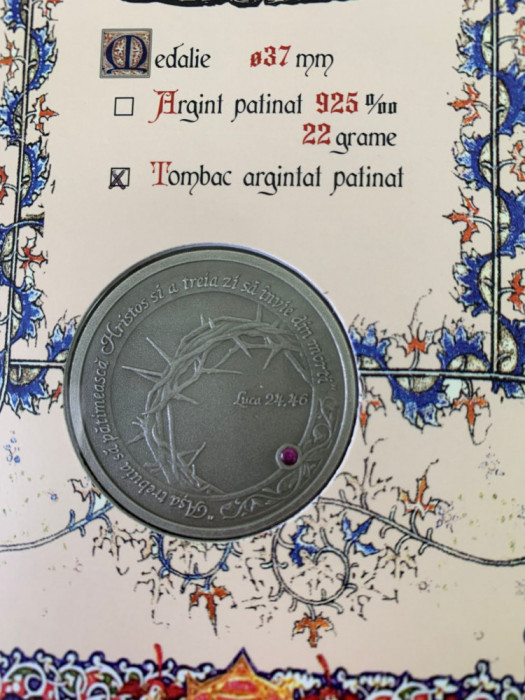 Medalie ø37 mm
Argint patinat 925 ‰
22 grame
Tombac argintat patinat
"Așa trebuia să pătimească Hristos și a treia zi să învie din morți"
Luca 24,46